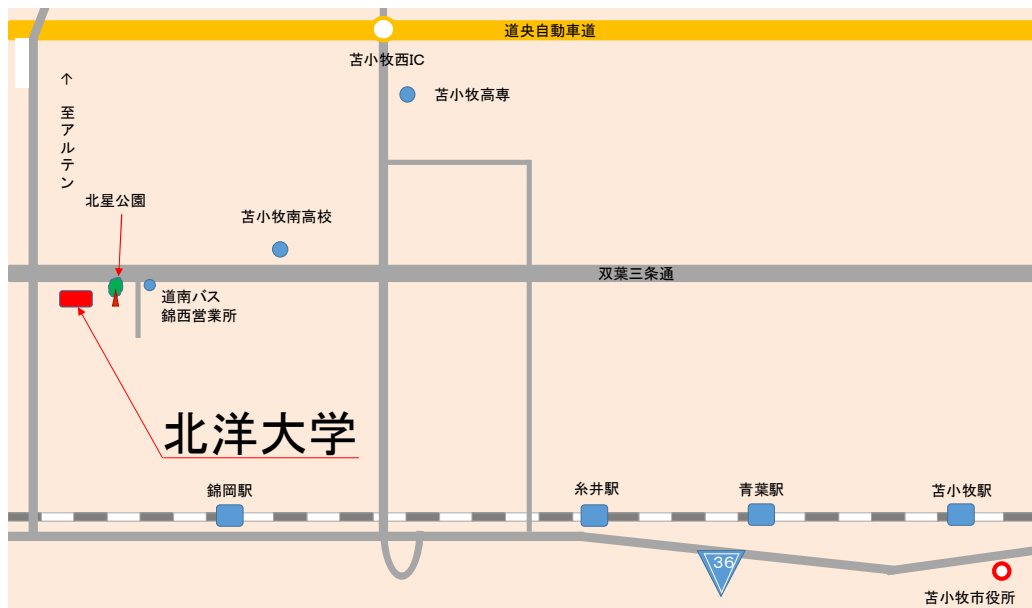 道央自動車道
苫小牧西IC
苫小牧高専
↑ 至アルテン
北星公園
苫小牧南高校
双葉三条通
道南バス
錦西営業所
北洋大学
錦岡駅
糸井駅
青葉駅
苫小牧駅
36
苫小牧市役所